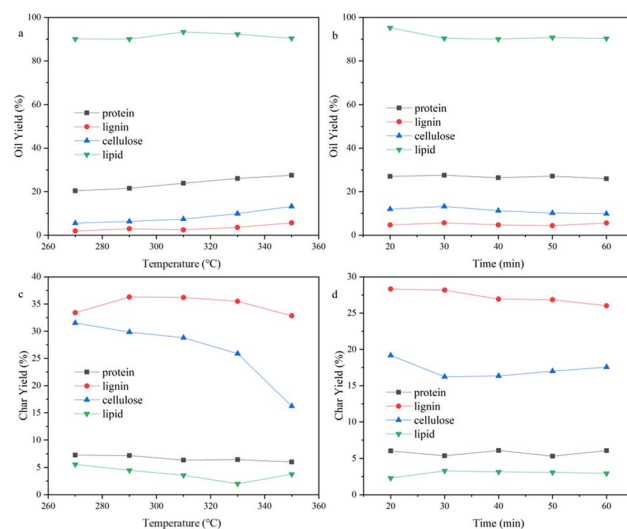 a
Oil Yield (%)
100
80
60
40
20
0
protein
lignin
cellulose
lipid
260 280 300 320 340 360
Temperature (℃)
b
Oil Yield (%)
100
80
60
40
20
0
protein
lignin
cellulose
lipid
20 30 40 50 60
Time (min)
c
Char Yield (%)
40
35
30
25
20
15
10
5
0
protein
lignin
cellulose
lipid
260 280 300 320 340 360
Temperature (℃)
d
Char Yield (%)
30
25
20
15
10
5
0
protein
lignin
cellulose
lipid
20 30 40 50 60
Time (min)